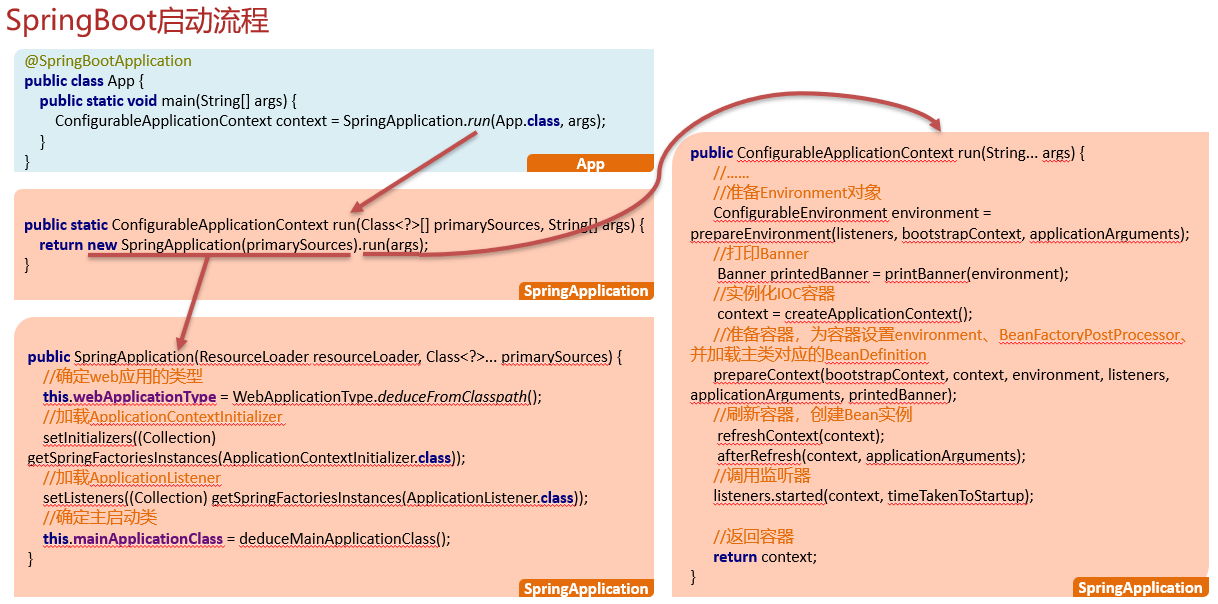 SpringBoot启动流程
@SpringBootApplication
public class App {
public static void main(String[] args) {
ConfigurableApplicationContext context = SpringApplication.run(App.class, args);
}
}
App
public static ConfigurableApplicationContext run(Class<?>[] primarySources, String[] args) {
return new SpringApplication(primarySources).run(args);
}
SpringApplication
public SpringApplication(ResourceLoader resourceLoader, Class<?>... primarySources) {
//确定web应用的类型
this.webApplicationType = WebApplicationType.deduceFromClasspath();
//加载ApplicationContextInitializer
setInitializers((Collection)
getSpringFactoriesInstances(ApplicationContextInitializer.class));
//加载ApplicationListener
setListeners((Collection) getSpringFactoriesInstances(ApplicationListener.class));
//确定主启动类
this.mainApplicationClass = deduceMainApplicationClass();
}
SpringApplication
public ConfigurableApplicationContext run(String... args) {
//......
//准备Environment对象
ConfigurableEnvironment environment =
prepareEnvironment(listeners, bootstrapContext, applicationArguments);
//打印Banner
Banner printedBanner = printBanner(environment);
//实例化IOC容器
context = createApplicationContext();
//准备容器，为容器设置environment、BeanFactoryPostProcessor、
并加载主类对应的BeanDefinition
prepareContext(bootstrapContext, context, environment, listeners,
applicationArguments, printedBanner);
//刷新容器，创建Bean实例
refreshContext(context);
afterRefresh(context, applicationArguments);
//调用监听器
listeners.started(context, timeTakenToStartup);
//返回容器
return context;
}
SpringApplication